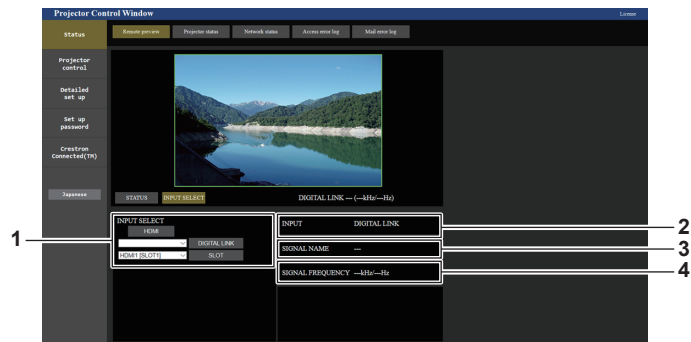 Projector Control Window
License
Status
Remote preview
Projector status
Network status
Access error log
Mail error log
Projector
control
Detailed
set up
Set up
password
Crestron
Connected(TM)
Japanese
STATUS
INPUT SELECT
DIGITAL LINK --- (---kHz/---Hz)
INPUT SELECT
HDMI
DIGITAL LINK
HDMI1 [SLOT1]
SLOT
INPUT DIGITAL LINK
SIGNAL NAME ---
SIGNAL FREQUENCY ---kHz/---Hz
1
2
3
4